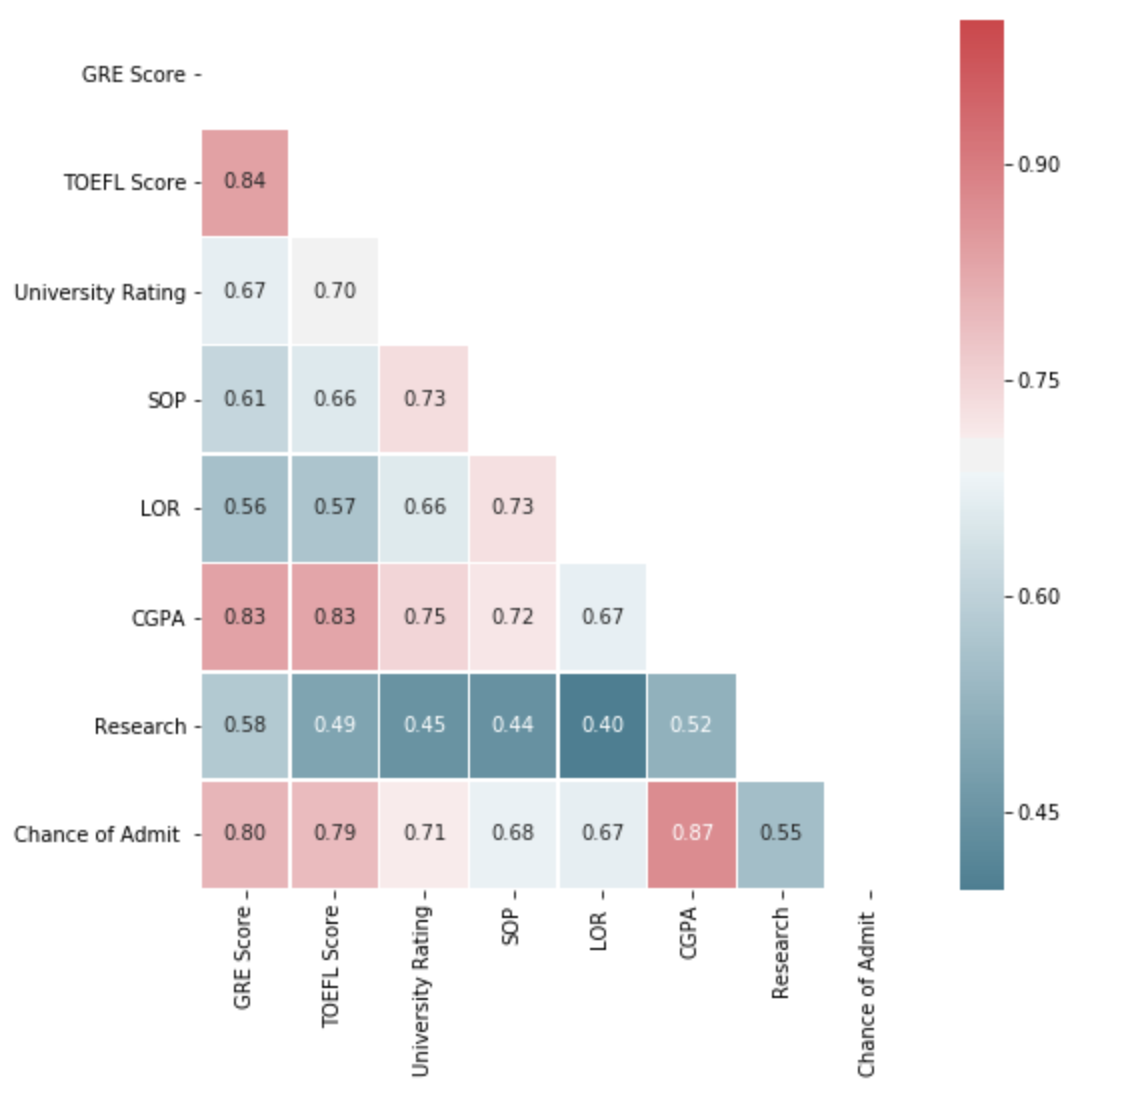 GRE Score
TOEFL Score 0.84
University Rating 0.67 0.70
SOP 0.61 0.66 0.73
LOR 0.56 0.57 0.66 0.73
CGPA 0.83 0.83 0.75 0.72 0.67
Research 0.58 0.49 0.45 0.44 0.40 0.52
Chance of Admit 0.80 0.79 0.71 0.68 0.67 0.87 0.55
GRE Score
TOEFL Score
University Rating
SOP
LOR
CGPA
Research
Chance of Admit
0.90
0.75
0.60
0.45